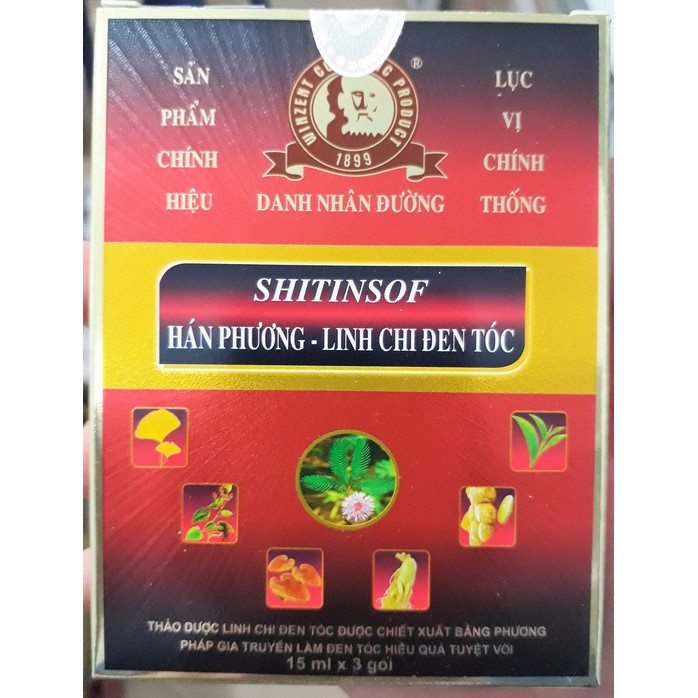 SẢN
PHẨM
CHÍNH
HIỆU
®
1899
DANH NHÂN ĐƯỜNG
LỤC
VỊ
CHÍNH
THỐNG
SHITINSOF
HÁN PHƯƠNG - LINH CHI ĐEN TÓC
THẢO DƯỢC LINH CHI ĐEN TÓC ĐƯỢC CHIẾT XUẤT BẰNG PHƯƠNG
PHÁP GIA TRUYỀN LÀM ĐEN TÓC HIỆU QUẢ TUYỆT VỜI
15 ml x 3 gói